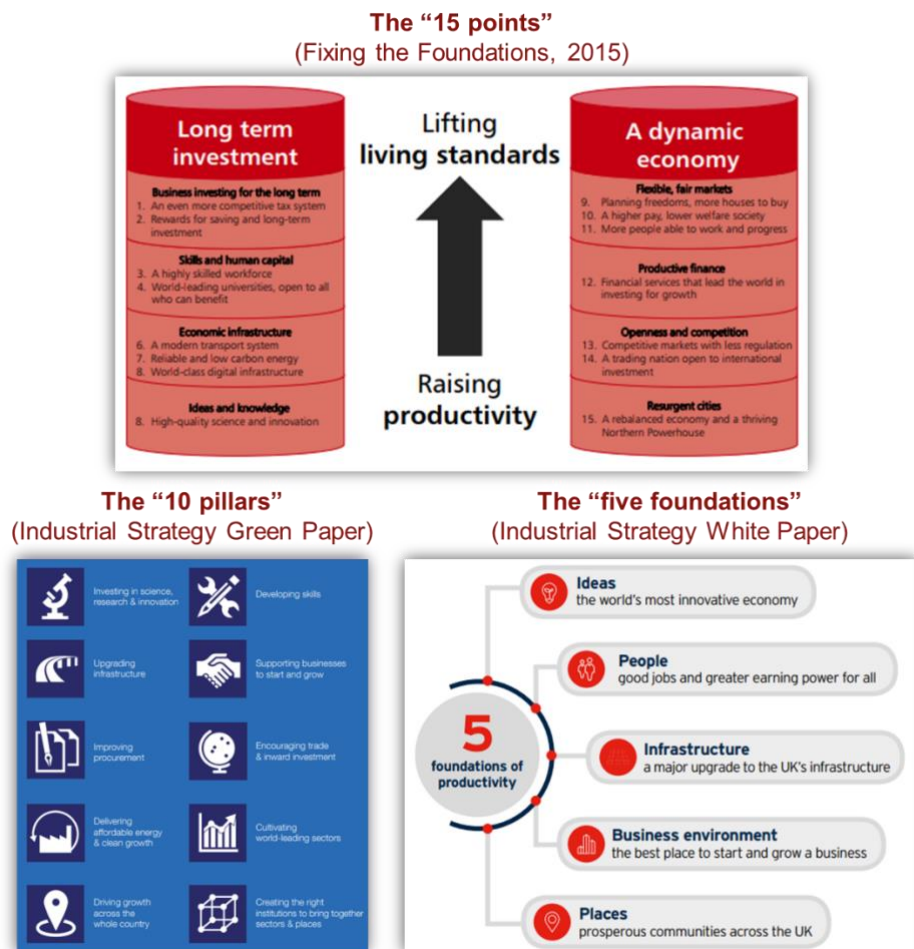 The “15 points”
(Fixing the Foundations, 2015)
Long term
investment
Business investing for the long term
1. An even more competitive tax system
2. Rewards for saving and long-term
investment
Skills and human capital
3. A highly skilled workforce
4. World-leading universities, open to all
who can benefit
Economic infrastructure
6. A modern transport system
7. Reliable and low carbon energy
8. World-class digital infrastructure
Ideas and knowledge
8. High-quality science and innovation
Lifting
living standards
Raising
productivity
A dynamic
economy
Flexible, fair markets
9. Planning freedoms, more houses to buy
10. A higher pay, lower welfare society
11. More people able to work and progress
Productive finance
12. Financial services that lead the world in
investing for growth
Openness and competition
13. Competitive markets with less regulation
14. A trading nation open to international
investment
Resurgent cities
15. A rebalanced economy and a thriving
Northern Powerhouse
The “10 pillars”
(Industrial Strategy Green Paper)
Investing in science,
research & innovation
Developing skills
Upgrading
infrastructure
Supporting businesses
to start and grow
Improving
procurement
Encouraging trade
& inward investment
Delivering
affordable energy
& clean growth
Cultivating
world-leading sectors
Driving growth
across the
whole country
Creating the right
institutions to bring together
sectors & places
The “five foundations”
(Industrial Strategy White Paper)
5
foundations of
productivity
Ideas
the world's most innovative economy
People
good jobs and greater earning power for all
Infrastructure
a major upgrade to the UK's infrastructure
Business environment
the best place to start and grow a business
Places
prosperous communities across the UK